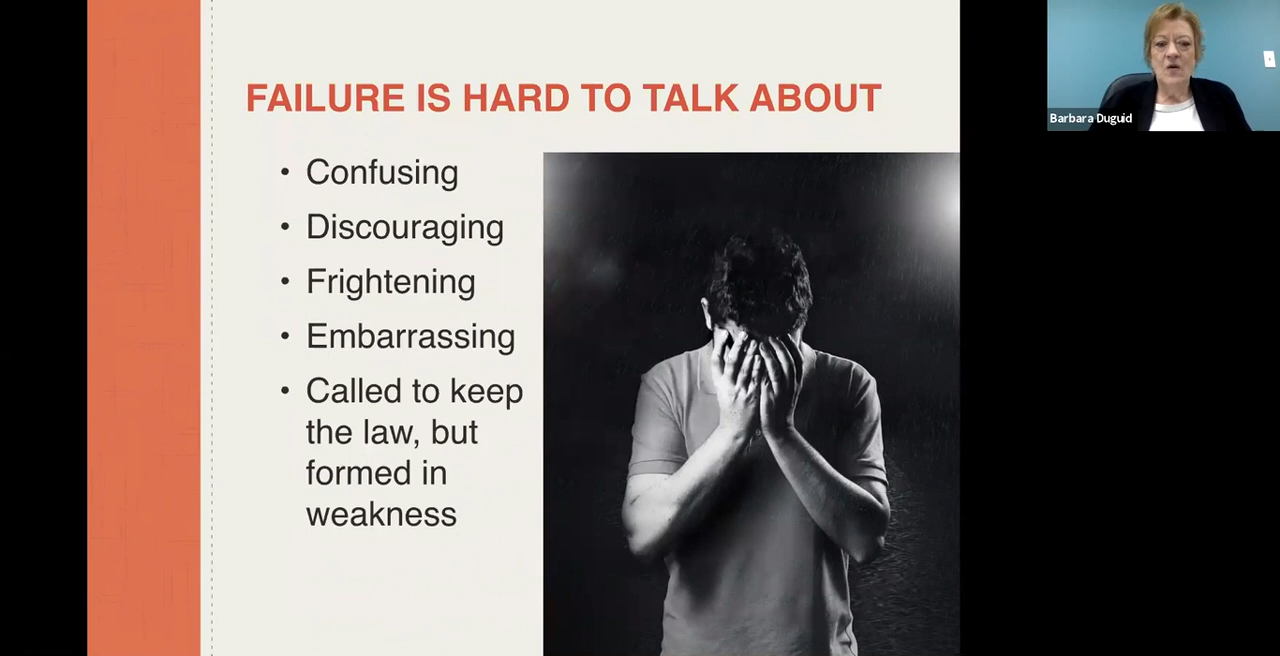 FAILURE IS HARD TO TALK ABOUT
• Confusing
• Discouraging
• Frightening
• Embarrassing
• Called to keep
the law, but
formed in
weakness
Barbara Duguid